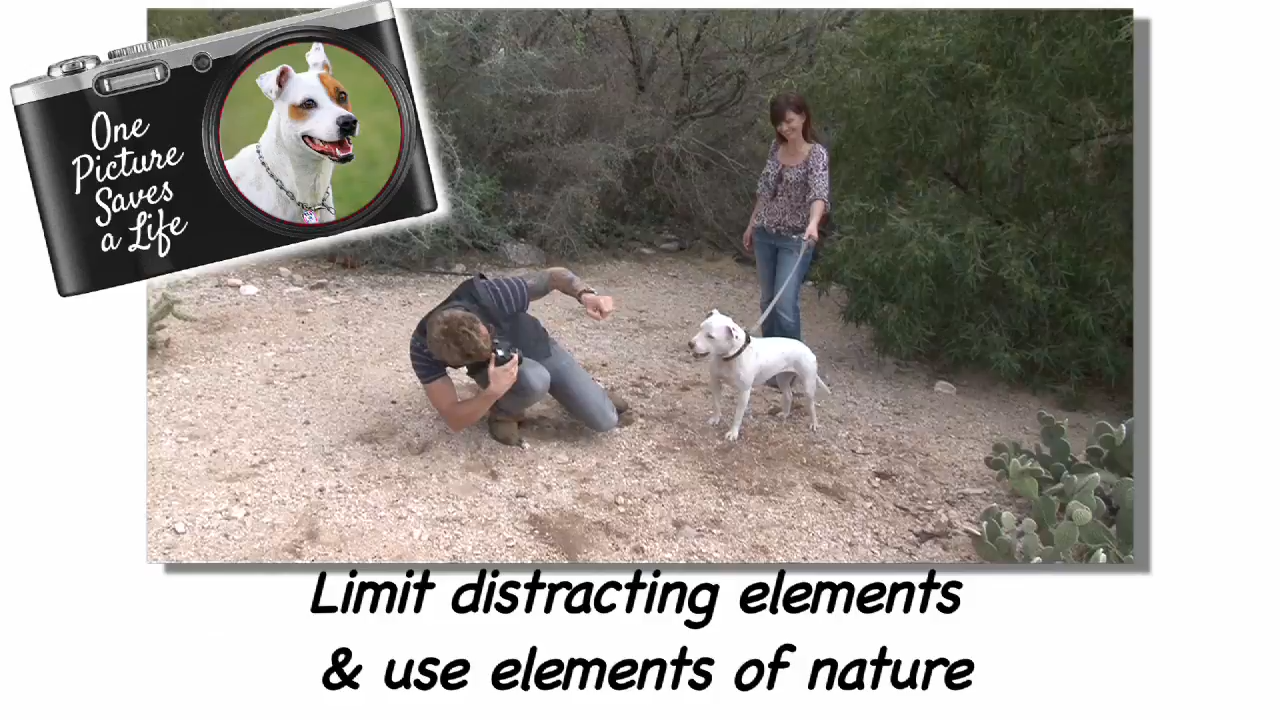 One
Picture
Saves
a Life
Limit distracting elements
& use elements of nature